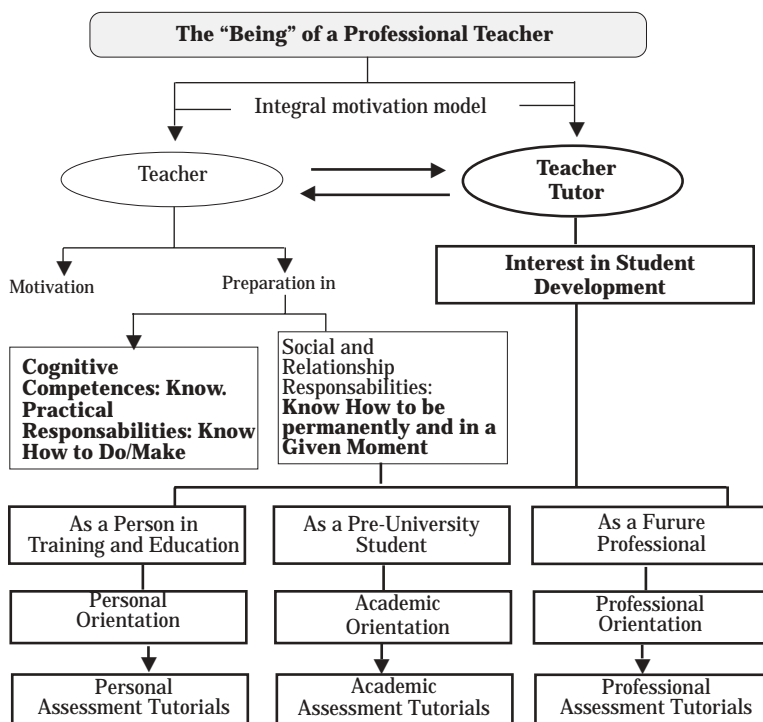 The “Being” of a Professional Teacher
Integral motivation model
Teacher
Teacher
Tutor
Interest in Student
Development
Motivation
Preparation in
Cognitive
Competences: Know.
Practical
Responsabilities: Know
How to Do/Make
Social and
Relationship
Responsabilities:
Know How to be
permanently and in a
Given Moment
As a Person in
Training and Education
As a Pre-University
Student
As a Furure
Professional
Personal
Orientation
Academic
Orientation
Professional
Orientation
Personal
Assessment Tutorials
Academic
Assessment Tutorials
Professional
Assessment Tutorials